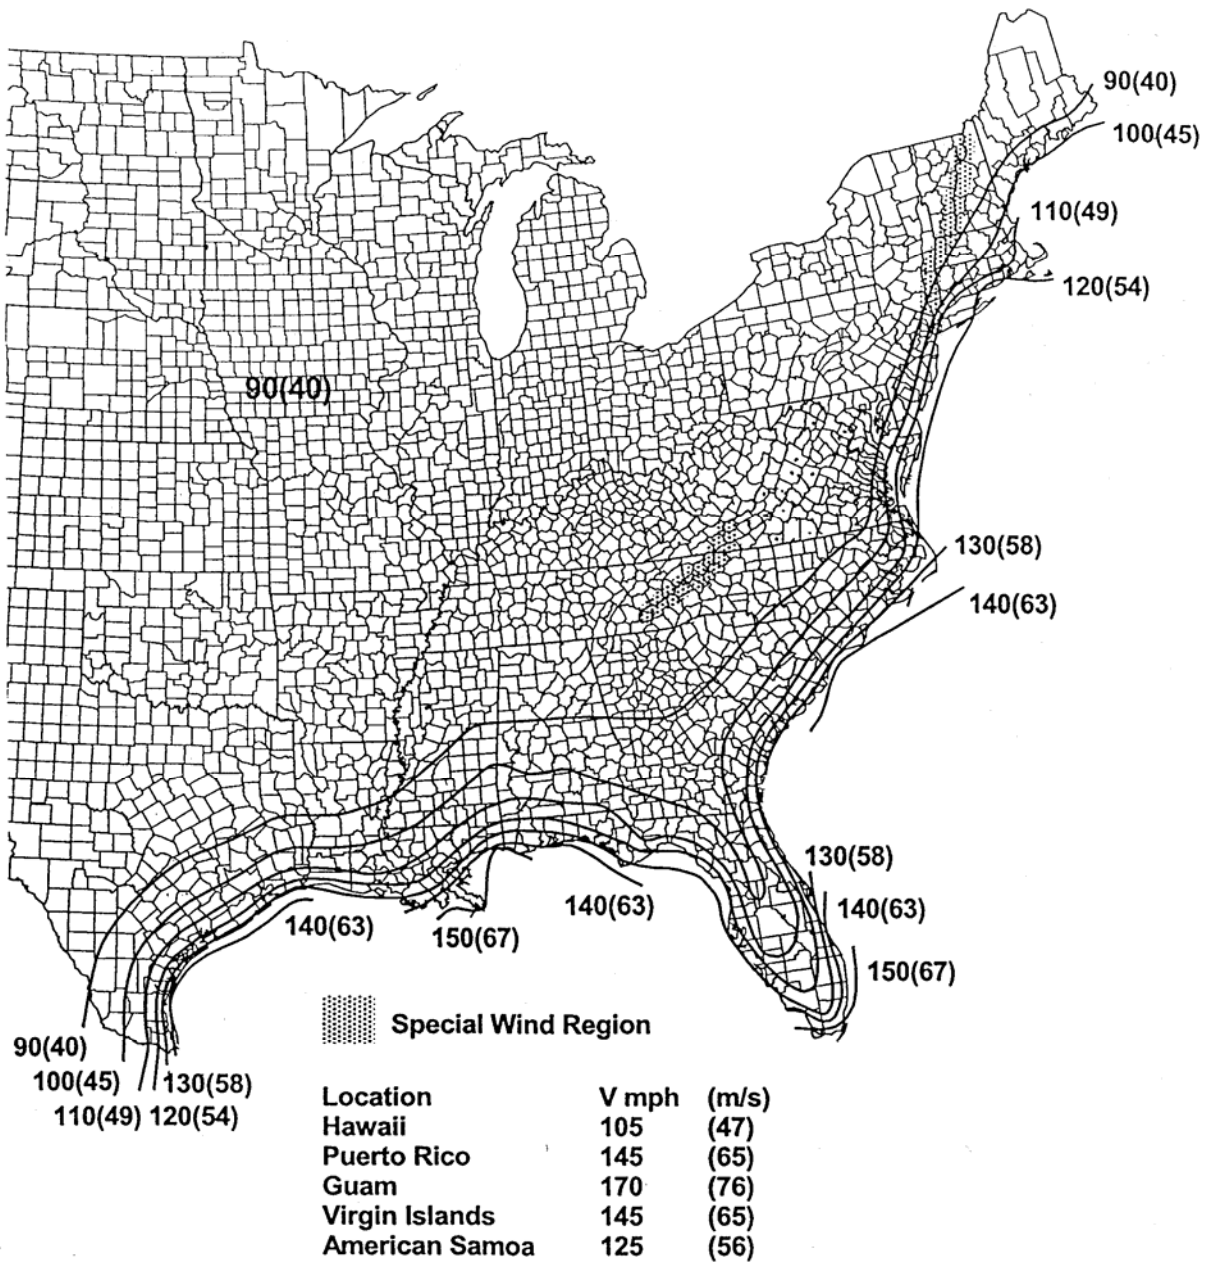 90(40)
100(45)
110(49)
120(54)
90(40)
130(58)
140(63)
130(58)
140(63)
140(63)
140(63)
150(67)
150(67)
Special Wind Region
90(40)
100(45)
130(58)
110(49)
120(54)
Location V mph (m/s)
Hawaii 105 (47)
Puerto Rico 145 (65)
Guam 170 (76)
Virgin Islands 145 (65)
American Samoa 125 (56)